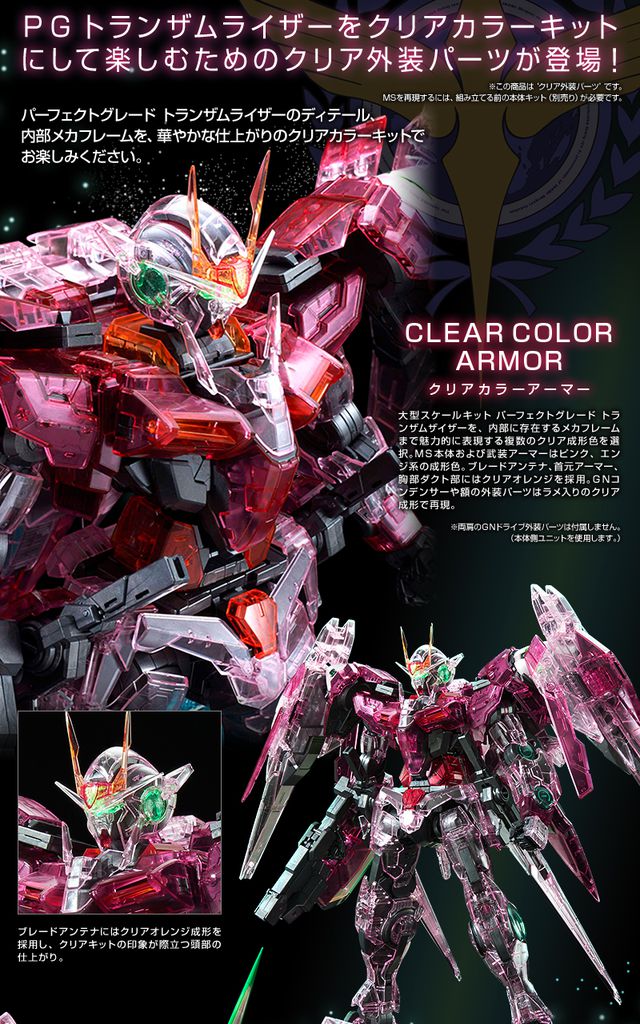 PGトランザムライザーをクリアカラーキット
にして楽しむためのクリア外装パーツが登場！
※この商品は「クリア外装パーツ」です。
MSを再現するには、組み立てる前の本体キット（別売り）が必要です。
パーフェクトグレード トランザムライザーのディテール、
内部メカフレームを、華やかな仕上がりのクリアカラーキットで
お楽しみください。
CLEAR COLOR
ARMOR
クリアカラーアーマー
大型スケールキット パーフェクトグレード トラ
ンザムザイザーを、内部に存在するメカフレーム
まで魅力的に表現する複数のクリア成形色を選
択。MS本体および武装アーマーはピンク、エン
ジ系の成形色。ブレードアンテナ、首元アーマー、
胸部ダクト部にはクリアオレンジを採用。GNコ
ンデンサーや額の外装パーツはラメ入りのクリア
成形で再現。
※両肩のGNドライブ外装パーツは付属しません。
（本体側ユニットを使用します。）
ブレードアンテナにはクリアオレンジ成形を
採用し、クリアキットの印象が際立つ頭部の
仕上がり。